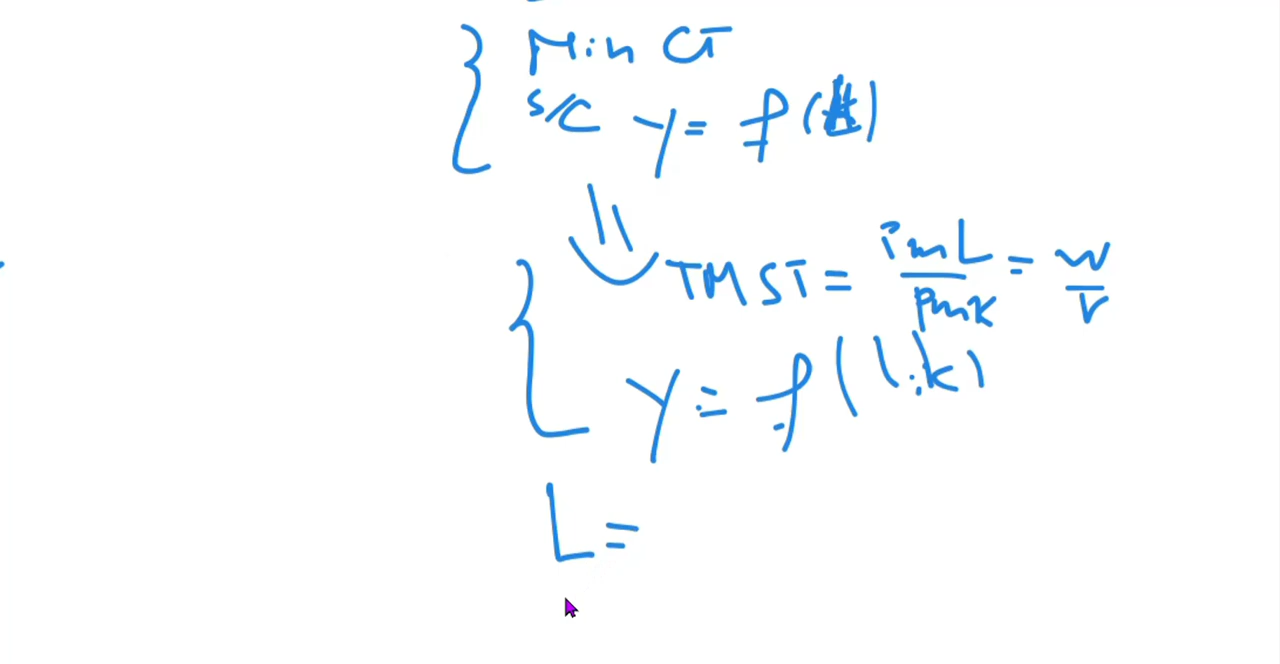 Min CT
s/c y = f( )
TMST = PmL/PmK = w/r
y = f(L;K)
L =